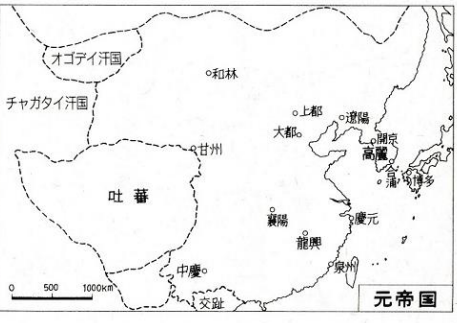 オゴデイ汗国
和林
チャガタイ汗国
上都
遼陽
大都
開京
高麗
甘州
合浦
博多
吐蕃
襄陽
慶元
龍興
泉州
中慶
交趾
0 500 1000km
元帝国